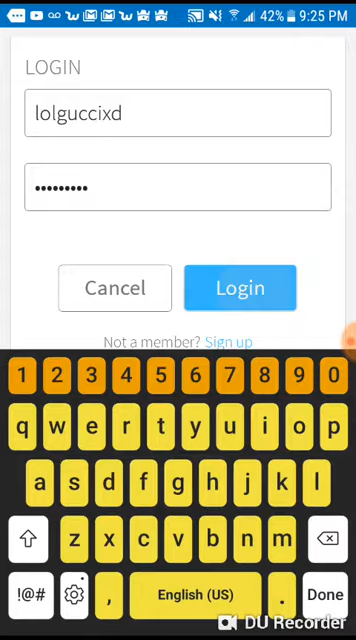 42% 9:25 PM
LOGIN
lolguccixd
•••••••••
Cancel Login
Not a member? Sign up
1 2 3 4 5 6 7 8 9 0
q w e r t y u i o p
a s d f g h j k l
z x c v b n m
!@# , English (US) . Done
DU Recorder